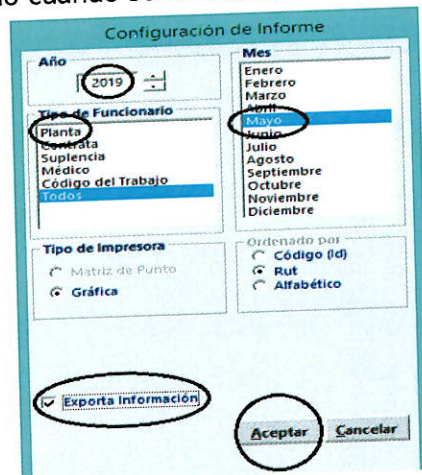 Configuración de Informe
Año
2019
Tipo de Funcionario
Planta
Contrata
Suplencia
Médico
Código del Trabajo
Todos
Mes
Enero
Febrero
Marzo
Abril
Mayo
Junio
Julio
Agosto
Septiembre
Octubre
Noviembre
Diciembre
Tipo de Impresora
Matriz de Punto
Gráfica
Ordenado por
Código (Id)
Rut
Alfabético
Exporta Información
Aceptar
Cancelar